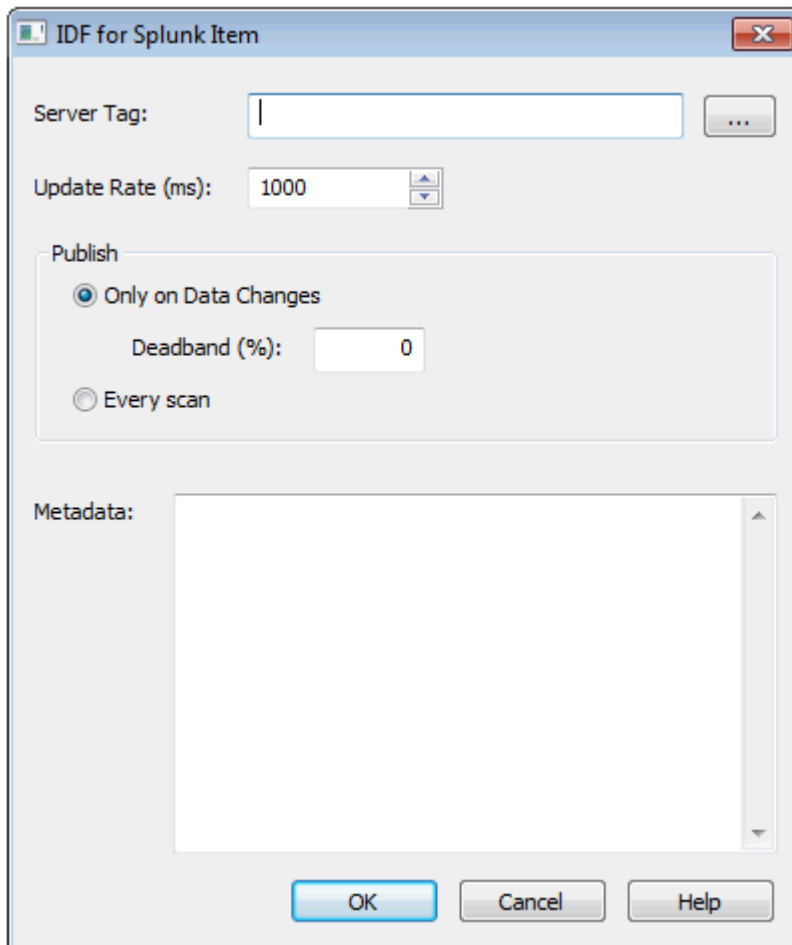 IDF for Splunk Item
Server Tag:
...
Update Rate (ms): 1000
Publish
Only on Data Changes
Deadband (%): 0
Every scan
Metadata:
OK Cancel Help